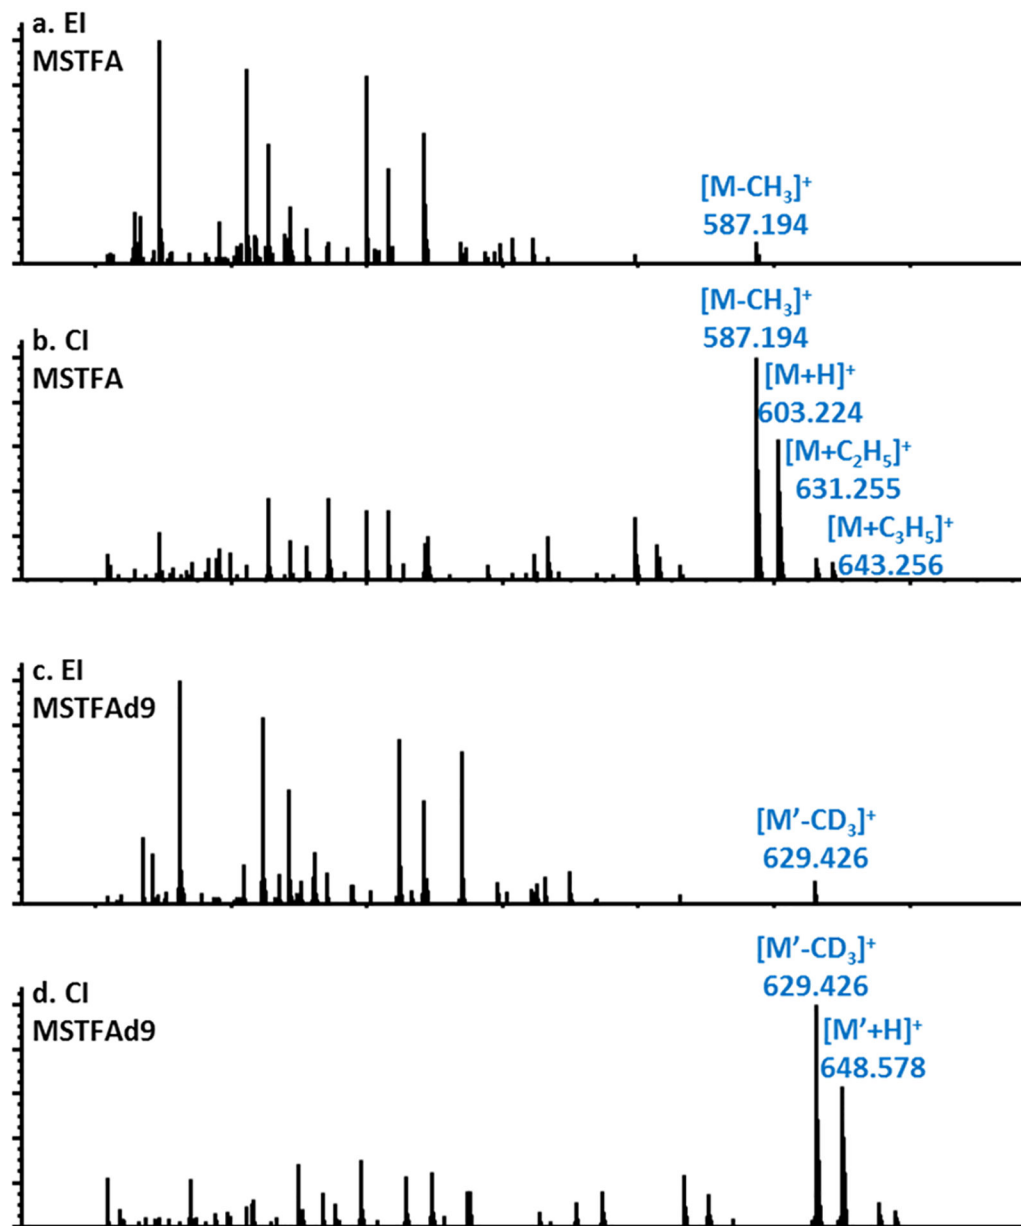 a. EI
MSTFA
[M-CH₃]⁺
587.194
[M-CH₃]⁺
587.194
b. CI
MSTFA
[M+H]⁺
603.224
[M+C₂H₅]⁺
631.255
[M+C₃H₅]⁺
643.256
c. EI
MSTFAd9
[M’-CD₃]⁺
629.426
[M’-CD₃]⁺
629.426
d. CI
MSTFAd9
[M’+H]⁺
648.578